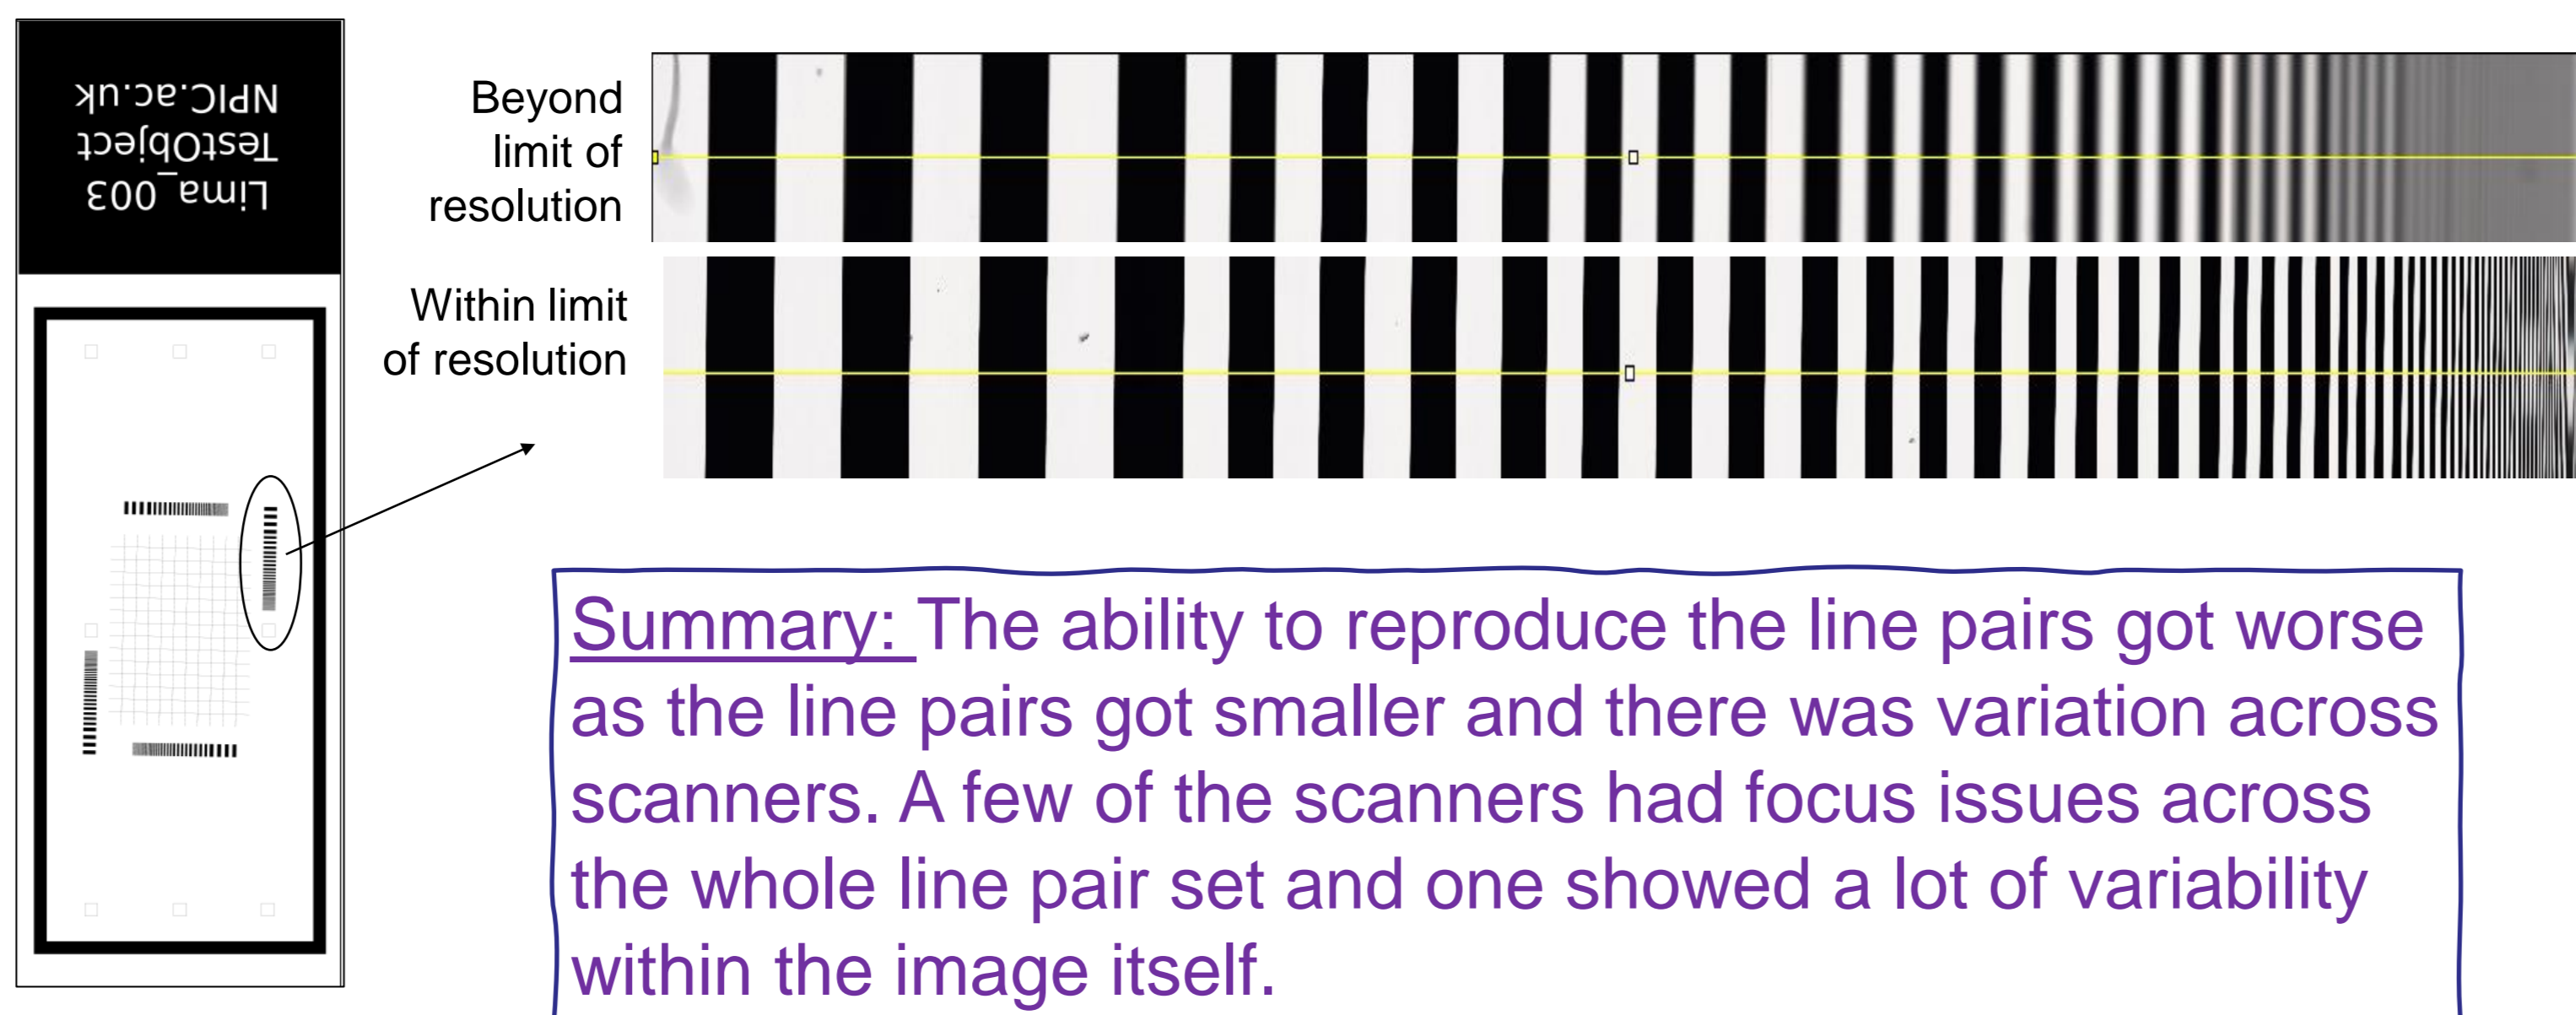 Lima_003
TestObject
NPIC.ac.uk
Beyond
limit of
resolution
Within limit
of resolution
Summary: The ability to reproduce the line pairs got worse
as the line pairs got smaller and there was variation across
scanners. A few of the scanners had focus issues across
the whole line pair set and one showed a lot of variability
within the image itself.